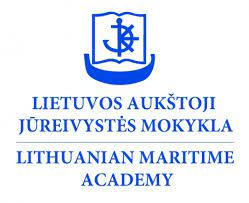 LIETUVOS AUKŠTOJI
JŪREIVYSTĖS MOKYKLA
LITHUANIAN MARITIME
ACADEMY